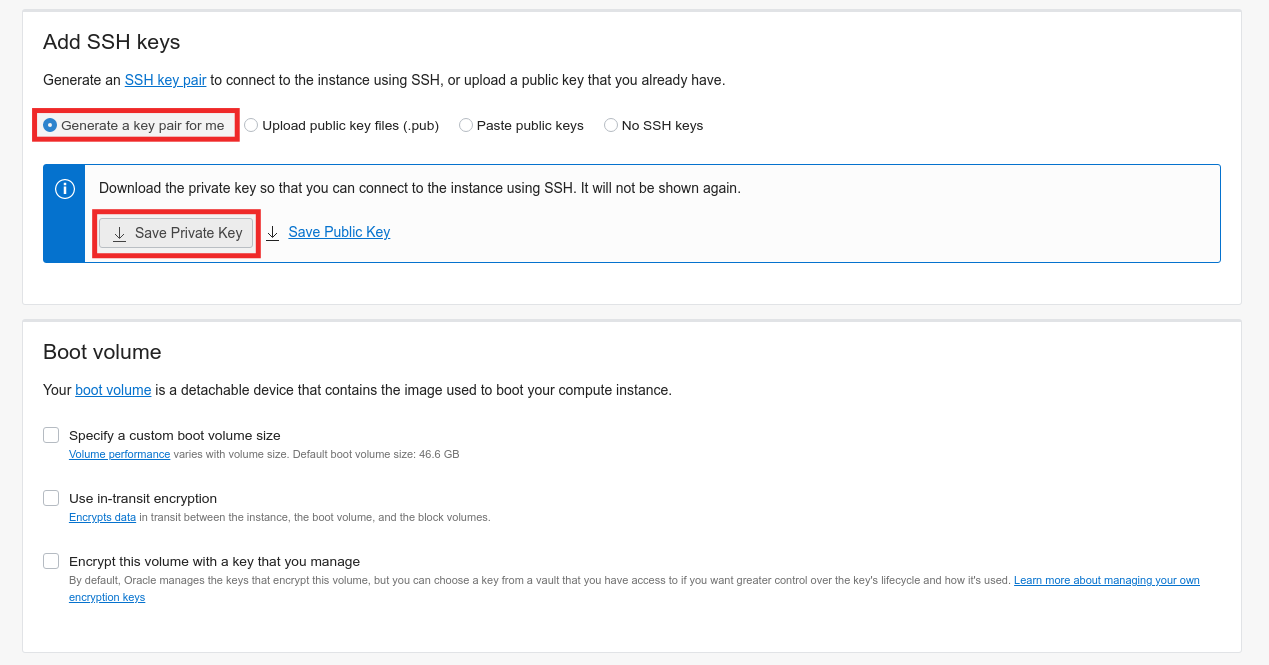 Add SSH keys
Generate an SSH key pair to connect to the instance using SSH, or upload a public key that you already have.
Generate a key pair for me Upload public key files (.pub) Paste public keys No SSH keys
Download the private key so that you can connect to the instance using SSH. It will not be shown again.
Save Private Key Save Public Key
Boot volume
Your boot volume is a detachable device that contains the image used to boot your compute instance.
Specify a custom boot volume size
Volume performance varies with volume size. Default boot volume size: 46.6 GB
Use in-transit encryption
Encrypts data in transit between the instance, the boot volume, and the block volumes.
Encrypt this volume with a key that you manage
By default, Oracle manages the keys that encrypt this volume, but you can choose a key from a vault that you have access to if you want greater control over the key's lifecycle and how it's used. Learn more about managing your own
encryption keys